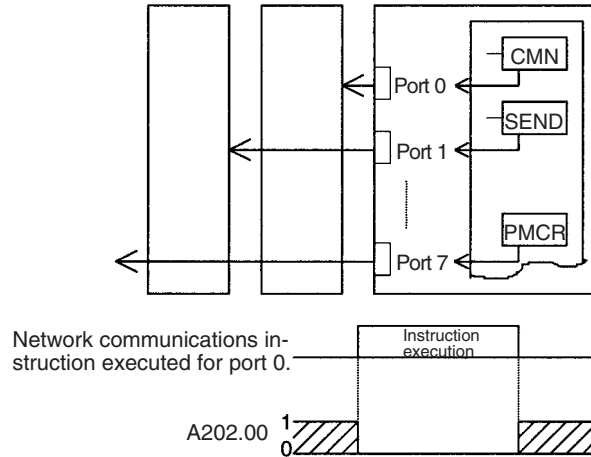 CMN
Port 0
SEND
Port 1
PMCR
Port 7
Network communications in-
struction executed for port 0.
Instruction
execution
A202.00
1
0